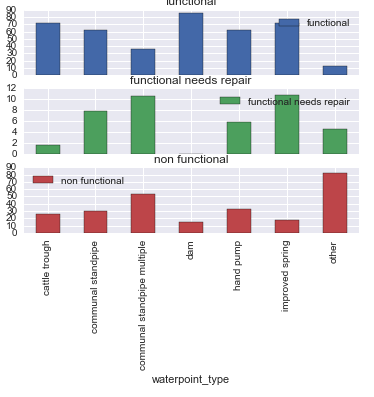 functional
90
80
70
60
50
40
30
20
10
0
functional
functional needs repair
12
10
8
6
4
2
0
functional needs repair
non functional
90
80
70
60
50
40
30
20
10
0
non functional
cattle trough
communal standpipe
communal standpipe multiple
dam
hand pump
improved spring
other
waterpoint_type